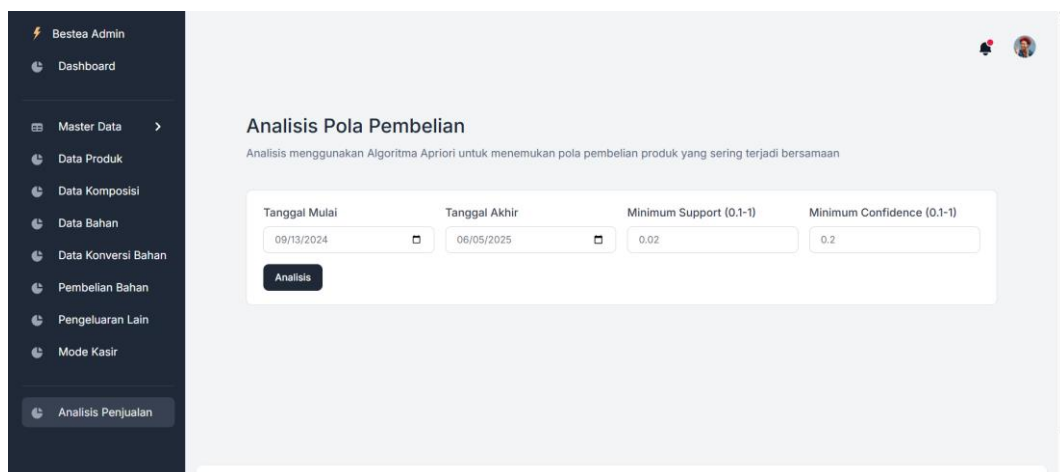 Bestea Admin
Dashboard
Master Data
Data Produk
Data Komposisi
Data Bahan
Data Konversi Bahan
Pembelian Bahan
Pengeluaran Lain
Mode Kasir
Analisis Penjualan
Analisis Pola Pembelian
Analisis menggunakan Algoritma Apriori untuk menemukan pola pembelian produk yang sering terjadi bersamaan
Tanggal Mulai Tanggal Akhir Minimum Support (0.1-1) Minimum Confidence (0.1-1)
09/13/2024 06/05/2025 0.02 0.2
Analisis